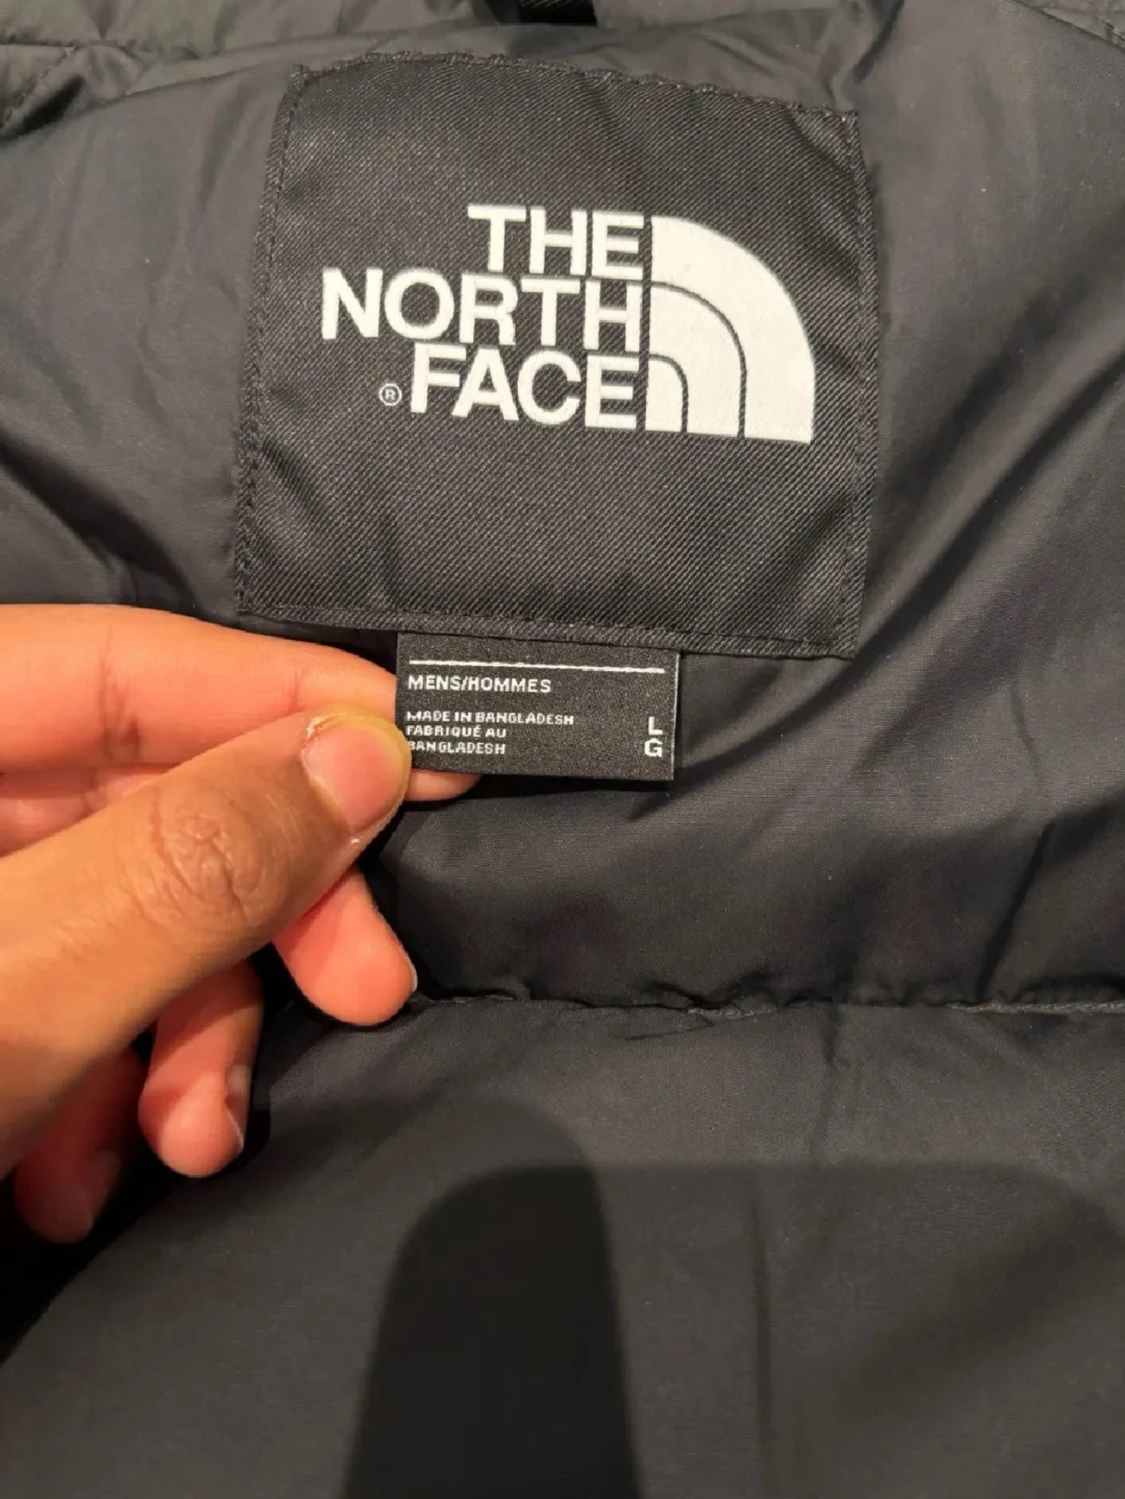 THE
NORTH
® FACE
MENS/HOMMES
MADE IN BANGLADESH
FABRIQUÉ AU
BANGLADESH
L
G